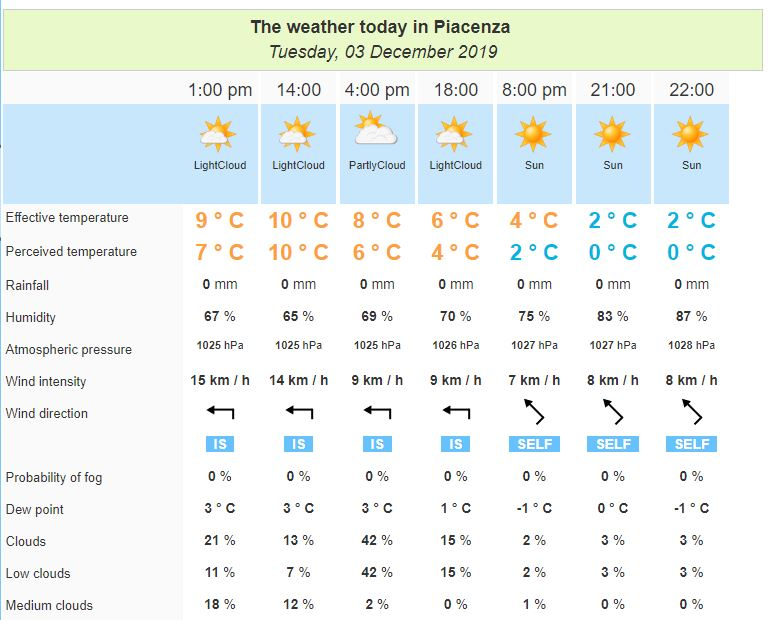 The weather today in Piacenza
Tuesday, 03 December 2019
1:00 pm 14:00 4:00 pm 18:00 8:00 pm 21:00 22:00
LightCloud LightCloud PartlyCloud LightCloud Sun Sun Sun
Effective temperature 9 ° C 10 ° C 8 ° C 6 ° C 4 ° C 2 ° C 2 ° C
Perceived temperature 7 ° C 10 ° C 6 ° C 4 ° C 2 ° C 0 ° C 0 ° C
Rainfall 0 mm 0 mm 0 mm 0 mm 0 mm 0 mm 0 mm
Humidity 67 % 65 % 69 % 70 % 75 % 83 % 87 %
Atmospheric pressure 1025 hPa 1025 hPa 1025 hPa 1026 hPa 1027 hPa 1027 hPa 1028 hPa
Wind intensity 15 km / h 14 km / h 9 km / h 9 km / h 7 km / h 8 km / h 8 km / h
Wind direction
IS IS IS IS SELF SELF SELF
Probability of fog 0 % 0 % 0 % 0 % 0 % 0 % 0 %
Dew point 3 ° C 3 ° C 3 ° C 1 ° C -1 ° C 0 ° C -1 ° C
Clouds 21 % 13 % 42 % 15 % 2 % 3 % 3 %
Low clouds 11 % 7 % 42 % 15 % 2 % 3 % 3 %
Medium clouds 18 % 12 % 2 % 0 % 1 % 0 % 0 %